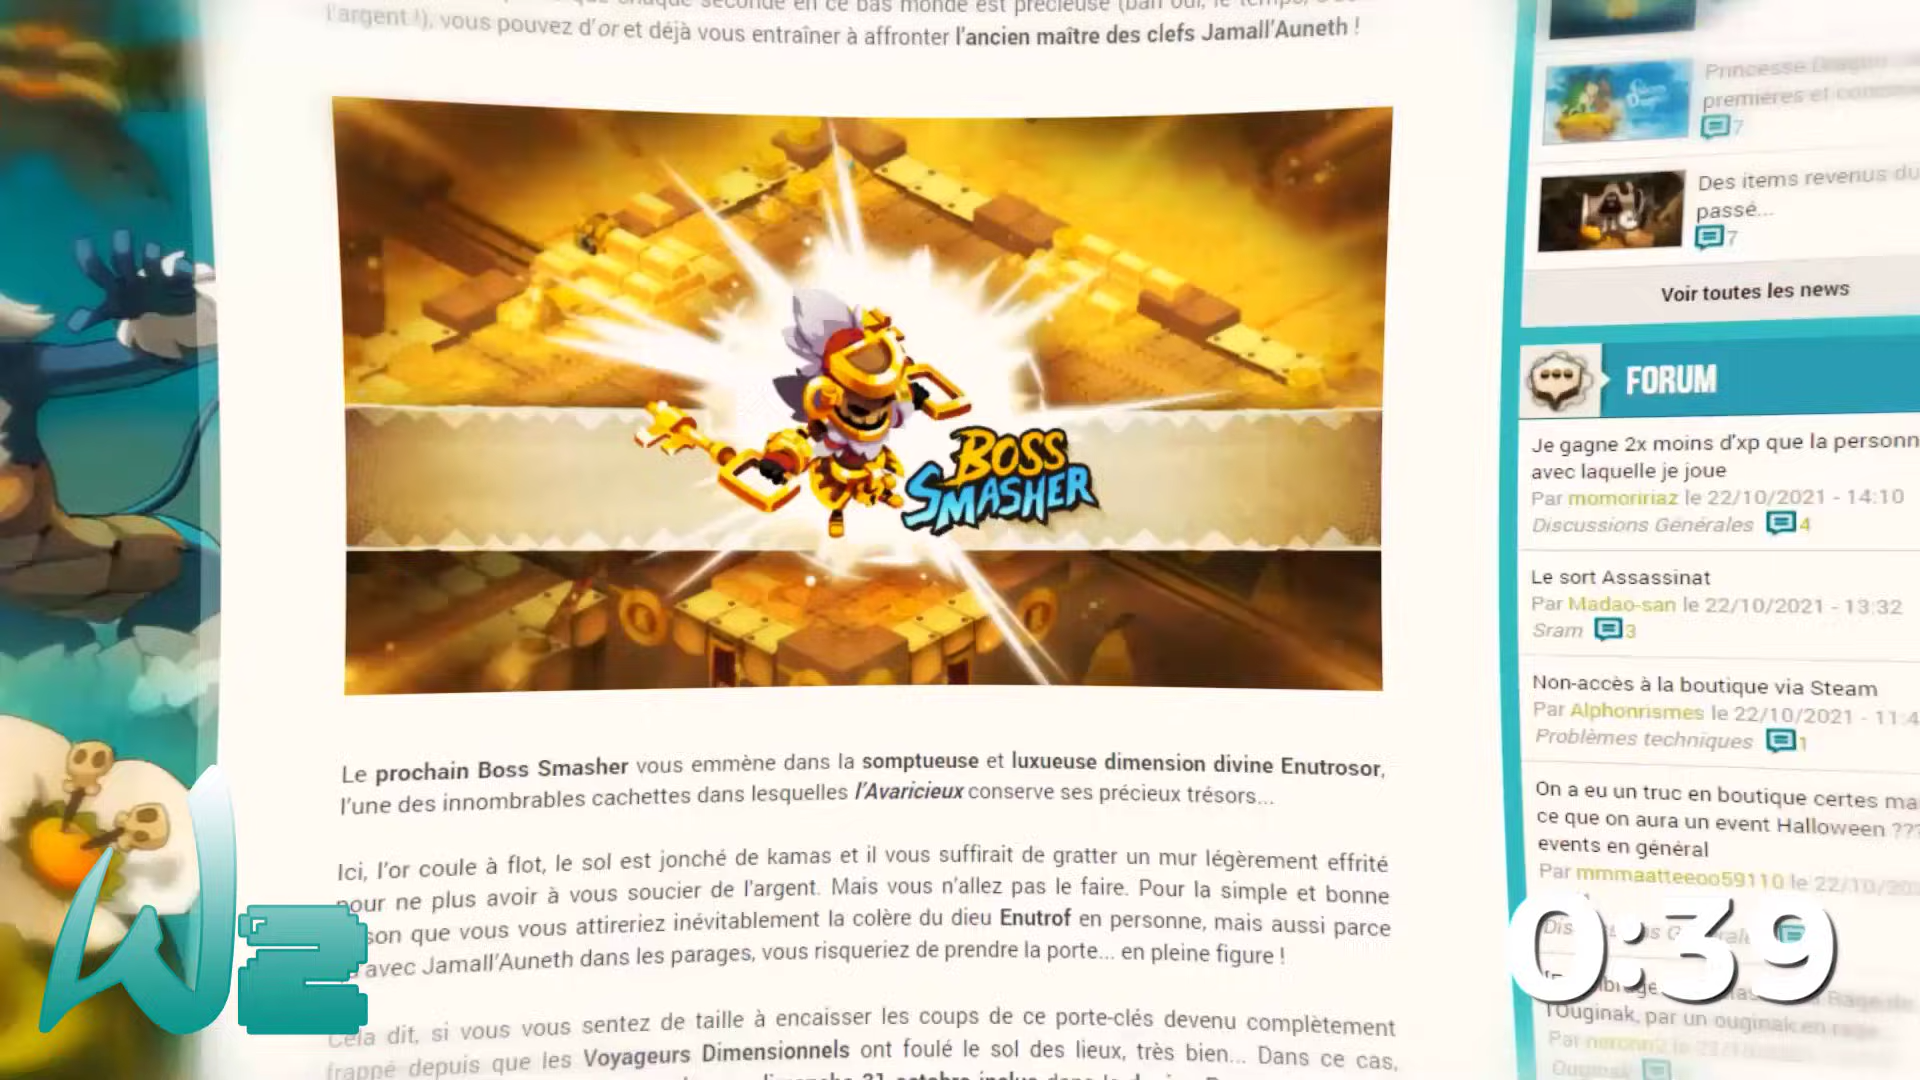 l'argent !), vous pouvez d'or et déjà vous entraîner à affronter l'ancien maître des clefs Jamall'Auneth !
BOSS
SMASHER
Le prochain Boss Smasher vous emmène dans la somptueuse et luxueuse dimension divine Enutrosor,
l'une des innombrables cachettes dans lesquelles l'Avaricieux conserve ses précieux trésors...
Ici, l'or coule à flot, le sol est jonché de kamas et il vous suffirait de gratter un mur légèrement effrité
pour ne plus avoir à vous soucier de l'argent. Mais vous n'allez pas le faire. Pour la simple et bonne
son que vous vous attireriez inévitablement la colère du dieu Enutrof en personne, mais aussi parce
avec Jamall'Auneth dans les parages, vous risqueriez de prendre la porte... en pleine figure !
Cela dit, si vous vous sentez de taille à encaisser les coups de ce porte-clés devenu complètement
frappé depuis que les Voyageurs Dimensionnels ont foulé le sol des lieux, très bien... Dans ce cas,
dimanche 31 octobre inclus
W2
Princesse Dragon
premières et
7
Des items revenus du
passé...
7
Voir toutes les news
FORUM
Je gagne 2x moins d'xp que la personn
avec laquelle je joue
Par momoririaz le 22/10/2021 - 14:10
Discussions Générales 4
Le sort Assassinat
Par Madao-san le 22/10/2021 - 13:32
Sram 3
Non-accès à la boutique via Steam
Par Alphonrismes le 22/10/2021 - 11:4
Problèmes techniques 1
On a eu un truc en boutique certes mai
ce que on aura un event Halloween ???
events en général
Par mmmaatteeoo59110 le 22/10/20
0:39
l'Ouginak, par un ouginak en rage
Par neronn2 le
Ouginak